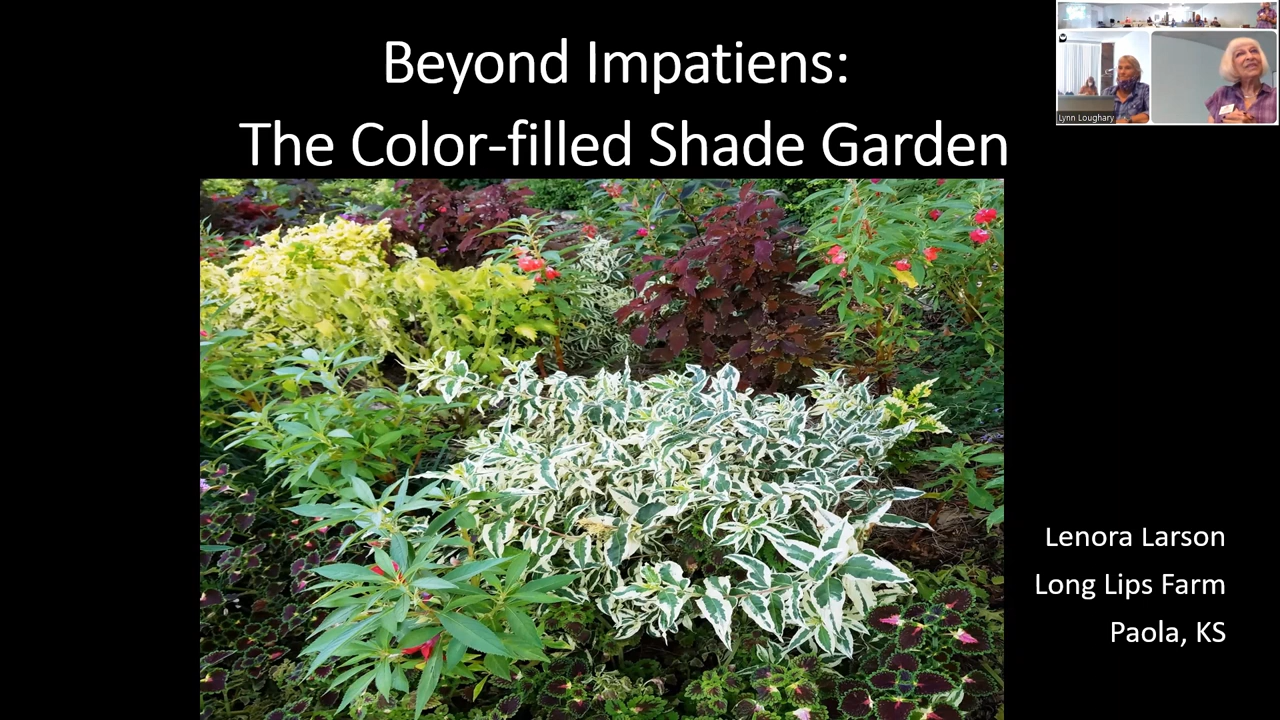 Beyond Impatiens:
The Color-filled Shade Garden
Lynn Loughary
Lenora Larson
Long Lips Farm
Paola, KS